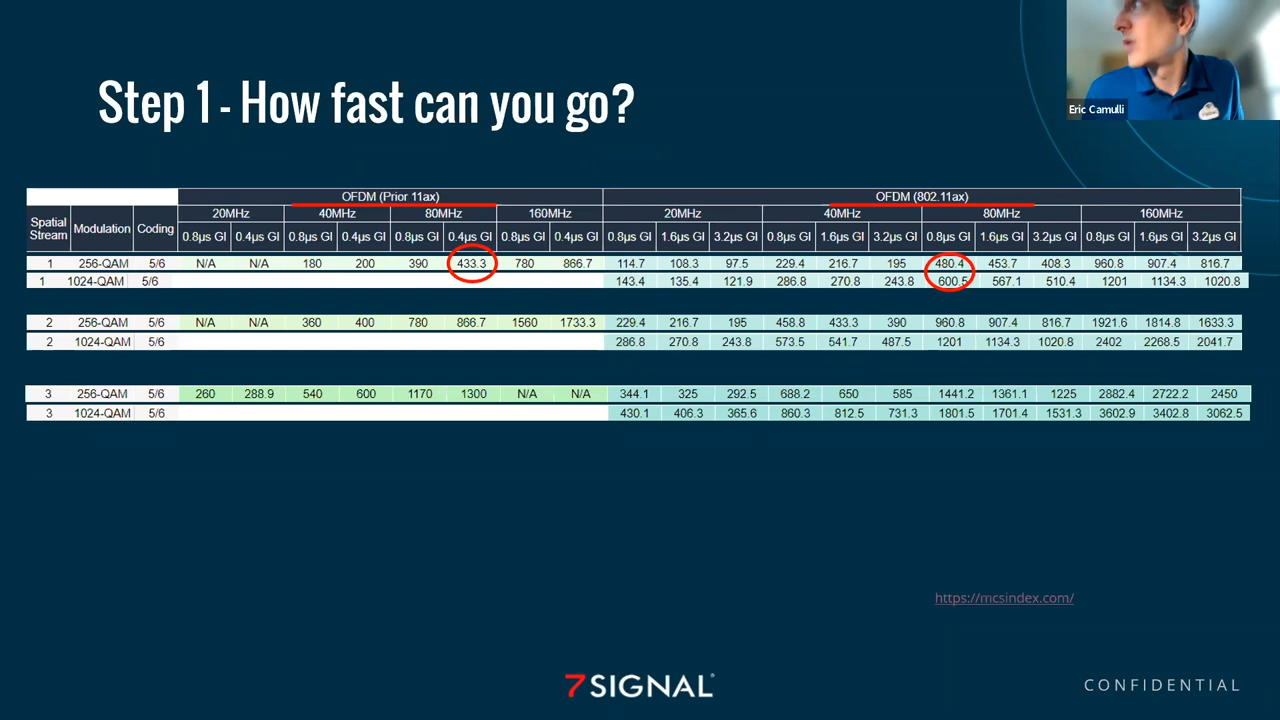 Eric Camulli
Step 1 - How fast can you go?
OFDM (Prior 11ax) OFDM (802.11ax)
20MHz 40MHz 80MHz 160MHz 20MHz 40MHz 80MHz 160MHz
Spatial Stream Modulation Coding 0.8µs GI 0.4µs GI 0.8µs GI 0.4µs GI 0.8µs GI 0.4µs GI 0.8µs GI 0.4µs GI 0.8µs GI 1.6µs GI 3.2µs GI 0.8µs GI 1.6µs GI 3.2µs GI 0.8µs GI 1.6µs GI 3.2µs GI 0.8µs GI 1.6µs GI 3.2µs GI
1 256-QAM 5/6 N/A N/A 180 200 390 433.3 780 866.7 114.7 108.3 97.5 229.4 216.7 195 480.4 453.7 408.3 960.8 907.4 816.7
1 1024-QAM 5/6 143.4 135.4 121.9 286.8 270.8 243.8 600.5 567.1 510.4 1201 1134.3 1020.8
2 256-QAM 5/6 N/A N/A 360 400 780 866.7 1560 1733.3 229.4 216.7 195 458.8 433.3 390 960.8 907.4 816.7 1921.6 1814.8 1633.3
2 1024-QAM 5/6 286.8 270.8 243.8 573.5 541.7 487.5 1201 1134.3 1020.8 2402 2268.5 2041.7
3 256-QAM 5/6 260 288.9 540 600 1170 1300 N/A N/A 344.1 325 292.5 688.2 650 585 1441.2 1361.1 1225 2882.4 2722.2 2450
3 1024-QAM 5/6 430.1 406.3 365.6 860.3 812.5 731.3 1801.5 1701.4 1531.3 3602.9 3402.8 3062.5
https://mcsindex.com/
7SIGNAL
CONFIDENTIAL